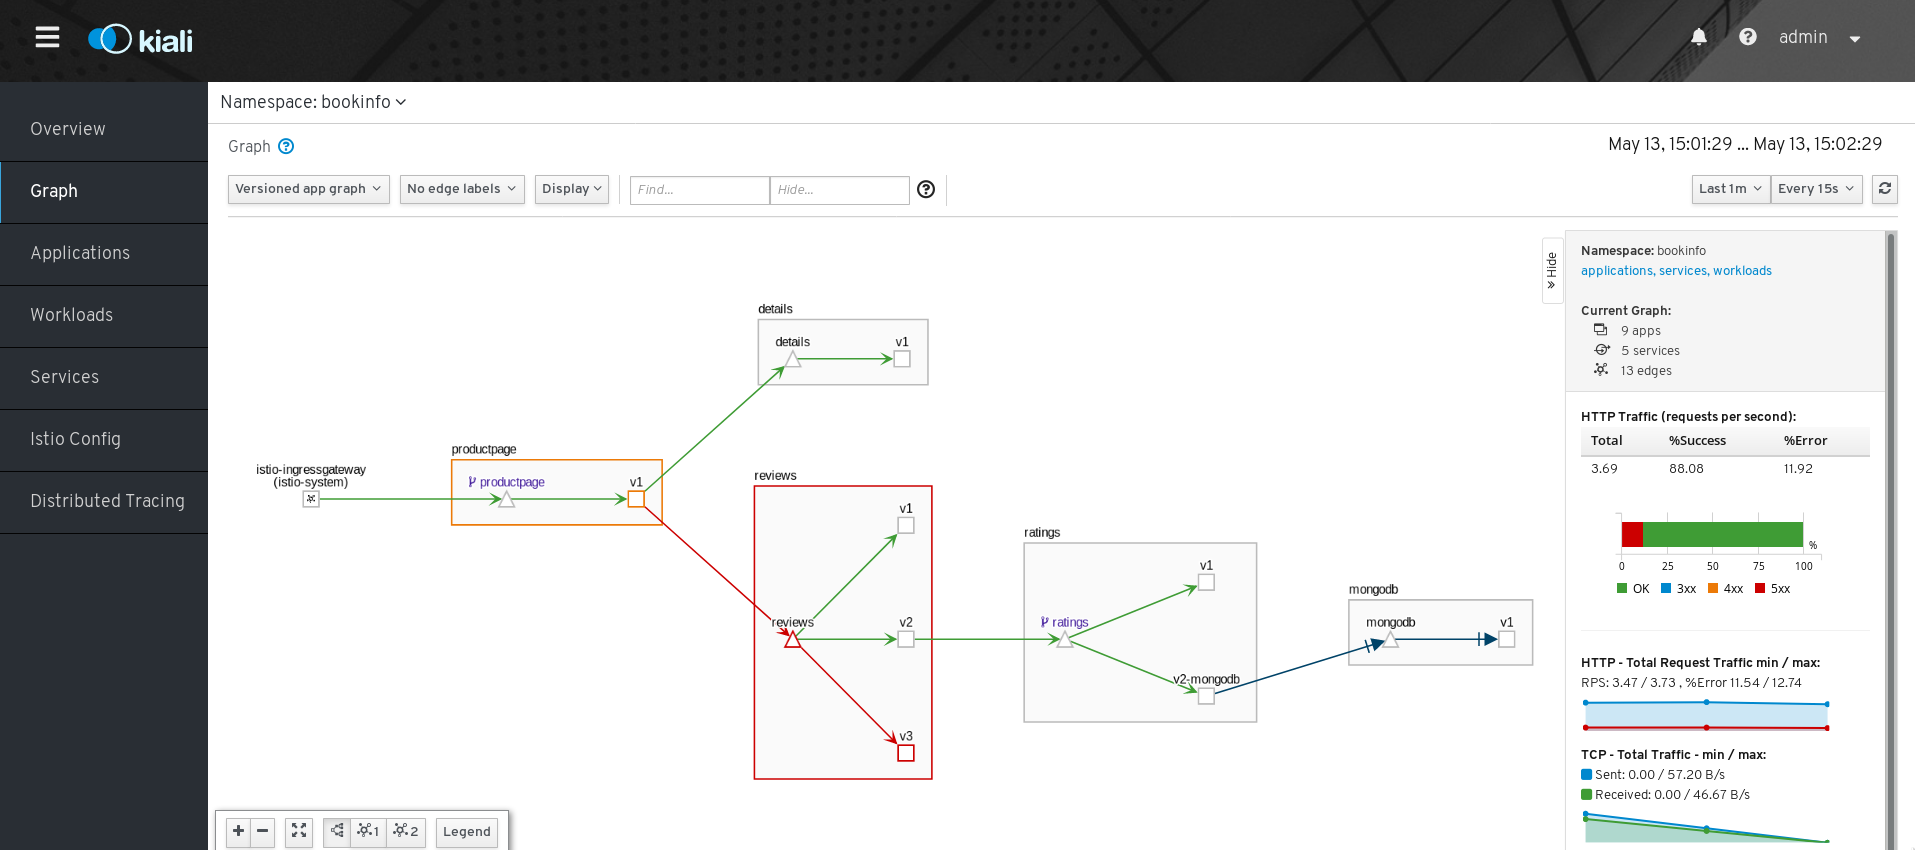 kiali
admin
Overview
Graph
Applications
Workloads
Services
Istio Config
Distributed Tracing
Namespace: bookinfo
Graph
May 13, 15:01:29 ... May 13, 15:02:29
Versioned app graph
No edge labels
Display
Find...
Hide...
Last 1m
Every 15s
details
details
v1
productpage
productpage
v1
istio-ingressgateway
(istio-system)
reviews
v1
reviews
v2
v3
ratings
v1
ratings
v2-mongodb
mongodb
mongodb
v1
1
2
Legend
Hide
Namespace: bookinfo
applications, services, workloads
Current Graph:
9 apps
5 services
13 edges
HTTP Traffic (requests per second):
Total %Success %Error
3.69 88.08 11.92
%
0 25 50 75 100
OK 3xx 4xx 5xx
HTTP - Total Request Traffic min / max:
RPS: 3.47 / 3.73 , %Error 11.54 / 12.74
TCP - Total Traffic - min / max:
Sent: 0.00 / 57.20 B/s
Received: 0.00 / 46.67 B/s